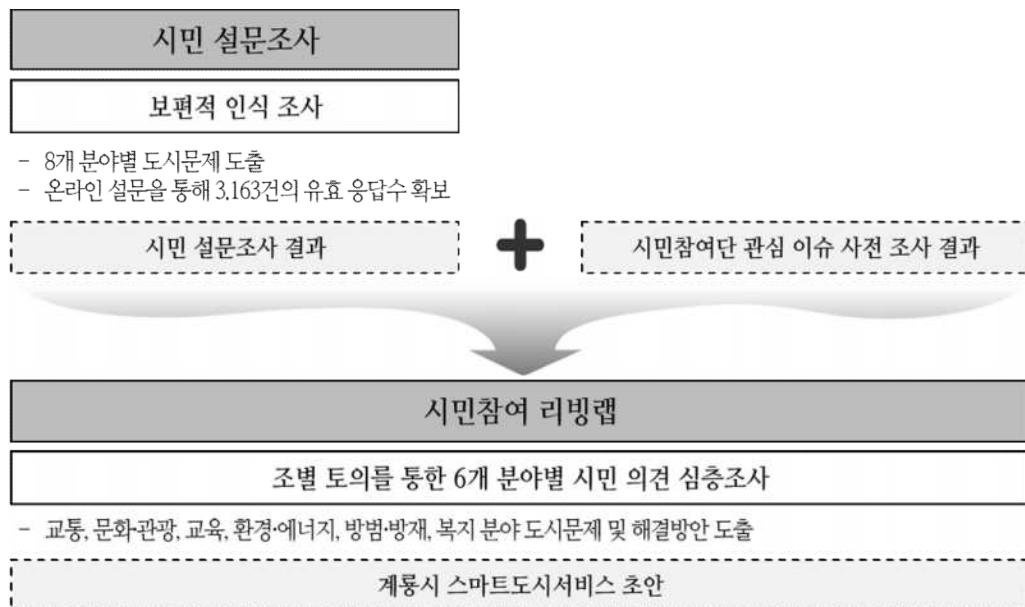 시민 설문조사
보편적 인식 조사
- 8개 분야별 도시문제 도출
- 온라인 설문을 통해 3,163건의 유효 응답수 확보
시민 설문조사 결과
시민참여단 관심 이슈 사전 조사 결과
시민참여 리빙랩
조별 토의를 통한 6개 분야별 시민 의견 심층조사
- 교통, 문화·관광, 교육, 환경·에너지, 방범·방재, 복지 분야 도시문제 및 해결방안 도출
계룡시 스마트도시서비스 초안